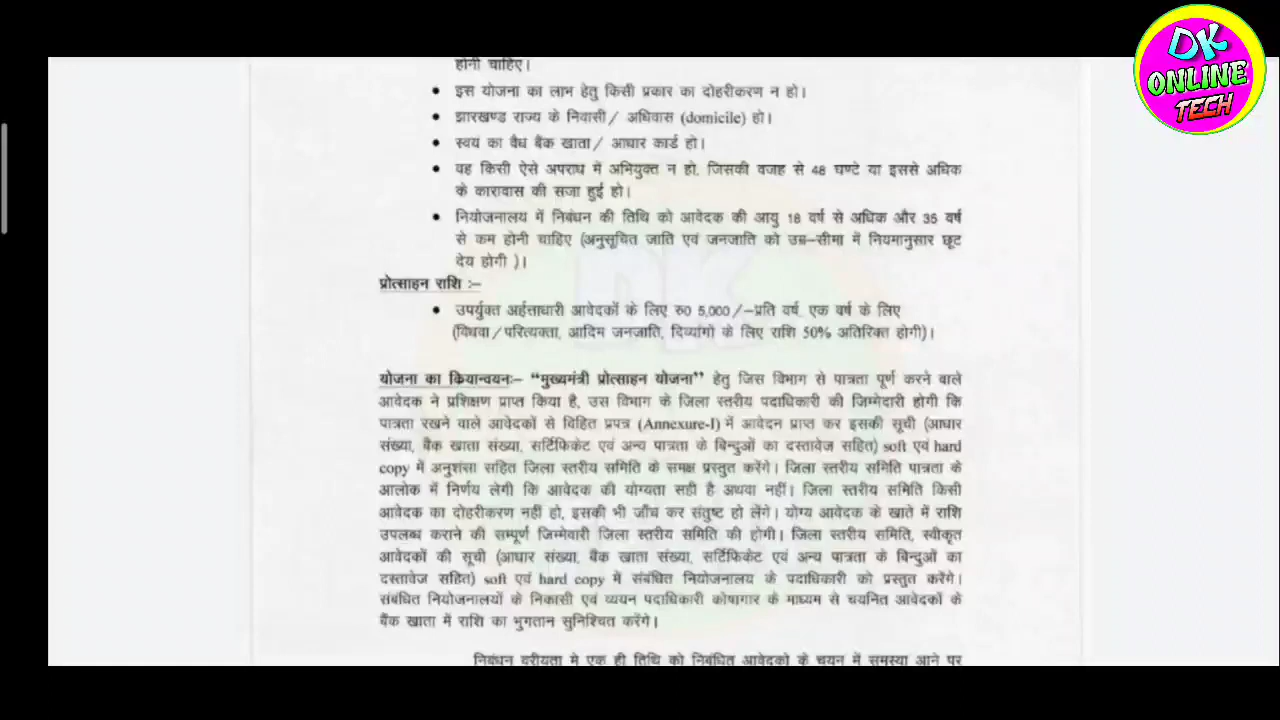 DK
ONLINE
TECH
होनी चाहिए।
• इस योजना का लाभ हेतु किसी प्रकार का दोहरीकरण न हो।
• झारखण्ड राज्य के निवासी/ अधिवास (domicile) हो।
• स्वयं का वैध बैंक खाता/ आधार कार्ड हो।
• वह किसी ऐसे अपराध में अभियुक्त न हो, जिसकी वजह से 48 घण्टे या इससे अधिक
के कारावास की सजा हुई हो।
• नियोजनालय में निबंधन की तिथि को आवेदक की आयु 18 वर्ष से अधिक और 35 वर्ष
से कम होनी चाहिए (अनुसूचित जाति एवं जनजाति को उम्र-सीमा में नियमानुसार छूट
देय होगी )।
प्रोत्साहन राशि :-
• उपर्युक्त अर्हत्ताधारी आवेदकों के लिए रु0 5,000/-प्रति वर्ष, एक वर्ष के लिए
(विधवा/परित्यक्ता, आदिम जनजाति, दिव्यांगो के लिए राशि 50% अतिरिक्त होगी)।
योजना का कियान्वयनः- “मुख्यमंत्री प्रोत्साहन योजना” हेतु जिस विभाग से पात्रता पूर्ण करने वाले
आवेदक ने प्रशिक्षण प्राप्त किया है, उस विभाग के जिला स्तरीय पदाधिकारी की जिम्मेदारी होगी कि
पात्रता रखने वाले आवेदकों से विहित प्रपत्र (Annexure-I) में आवेदन प्राप्त कर इसकी सूची (आधार
संख्या, बैंक खाता संख्या, सर्टिफिकेट एवं अन्य पात्रता के बिन्दुओं का दस्तावेज सहित) soft एवं hard
copy में अनुशंसा सहित जिला स्तरीय समिति के समक्ष प्रस्तुत करेंगे। जिला स्तरीय समिति पात्रता के
आलोक में निर्णय लेगी कि आवेदक की योग्यता सही है अथवा नहीं। जिला स्तरीय समिति किसी
आवेदक का दोहरीकरण नहीं हो, इसकी भी जाँच कर संतुष्ट हो लेंगे। योग्य आवेदक के खाते में राशि
उपलब्ध कराने की सम्पूर्ण जिम्मेवारी जिला स्तरीय समिति की होगी। जिला स्तरीय समिति, स्वीकृत
आवेदकों की सूची (आधार संख्या, बैंक खाता संख्या, सर्टिफिकेट एवं अन्य पात्रता के बिन्दुओं का
दस्तावेज सहित) soft एवं hard copy में संबंधित नियोजनालय के पदाधिकारी को प्रस्तुत करेंगे।
संबंधित नियोजनालयों के निकासी एवं व्ययन पदाधिकारी कोषागार के माध्यम से चयनित आवेदकों के
बैंक खाता में राशि का भुगतान सुनिश्चित करेंगे।
निबंधन वरीयता मे एक ही तिथि को निबंधित आवेदकों के चयन में समस्या आने पर